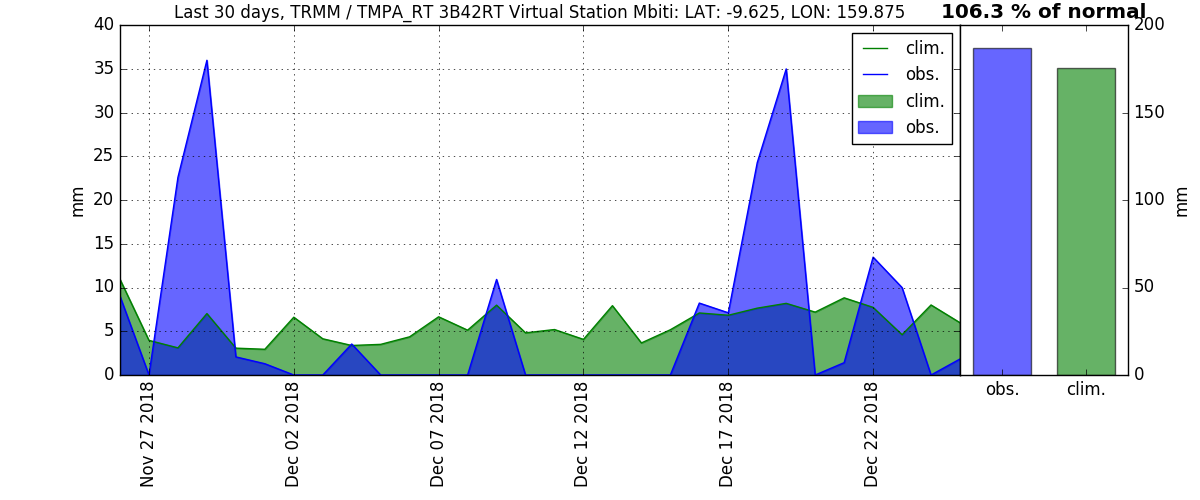 Last 30 days, TRMM / TMPA_RT 3B42RT Virtual Station Mbiti: LAT: -9.625, LON: 159.875
106.3 % of normal
40
35
30
25
20
15
10
5
0
mm
clim.
obs.
clim.
obs.
200
150
100
50
0
mm
obs.
clim.
Nov 27 2018
Dec 02 2018
Dec 07 2018
Dec 12 2018
Dec 17 2018
Dec 22 2018